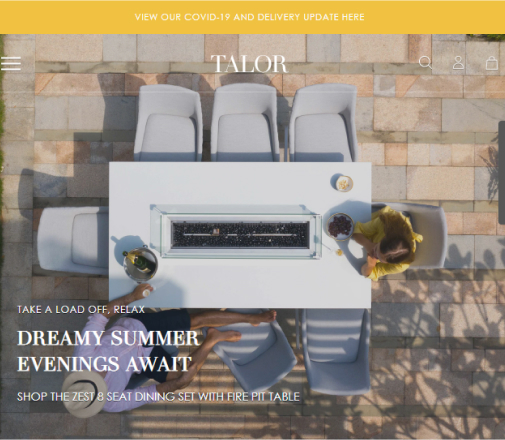 VIEW OUR COVID-19 AND DELIVERY UPDATE HERE
TALOR
TAKE A LOAD OFF, RELAX
DREAMY SUMMER
EVENINGS AWAIT
SHOP THE ZEST 8 SEAT DINING SET WITH FIRE PIT TABLE